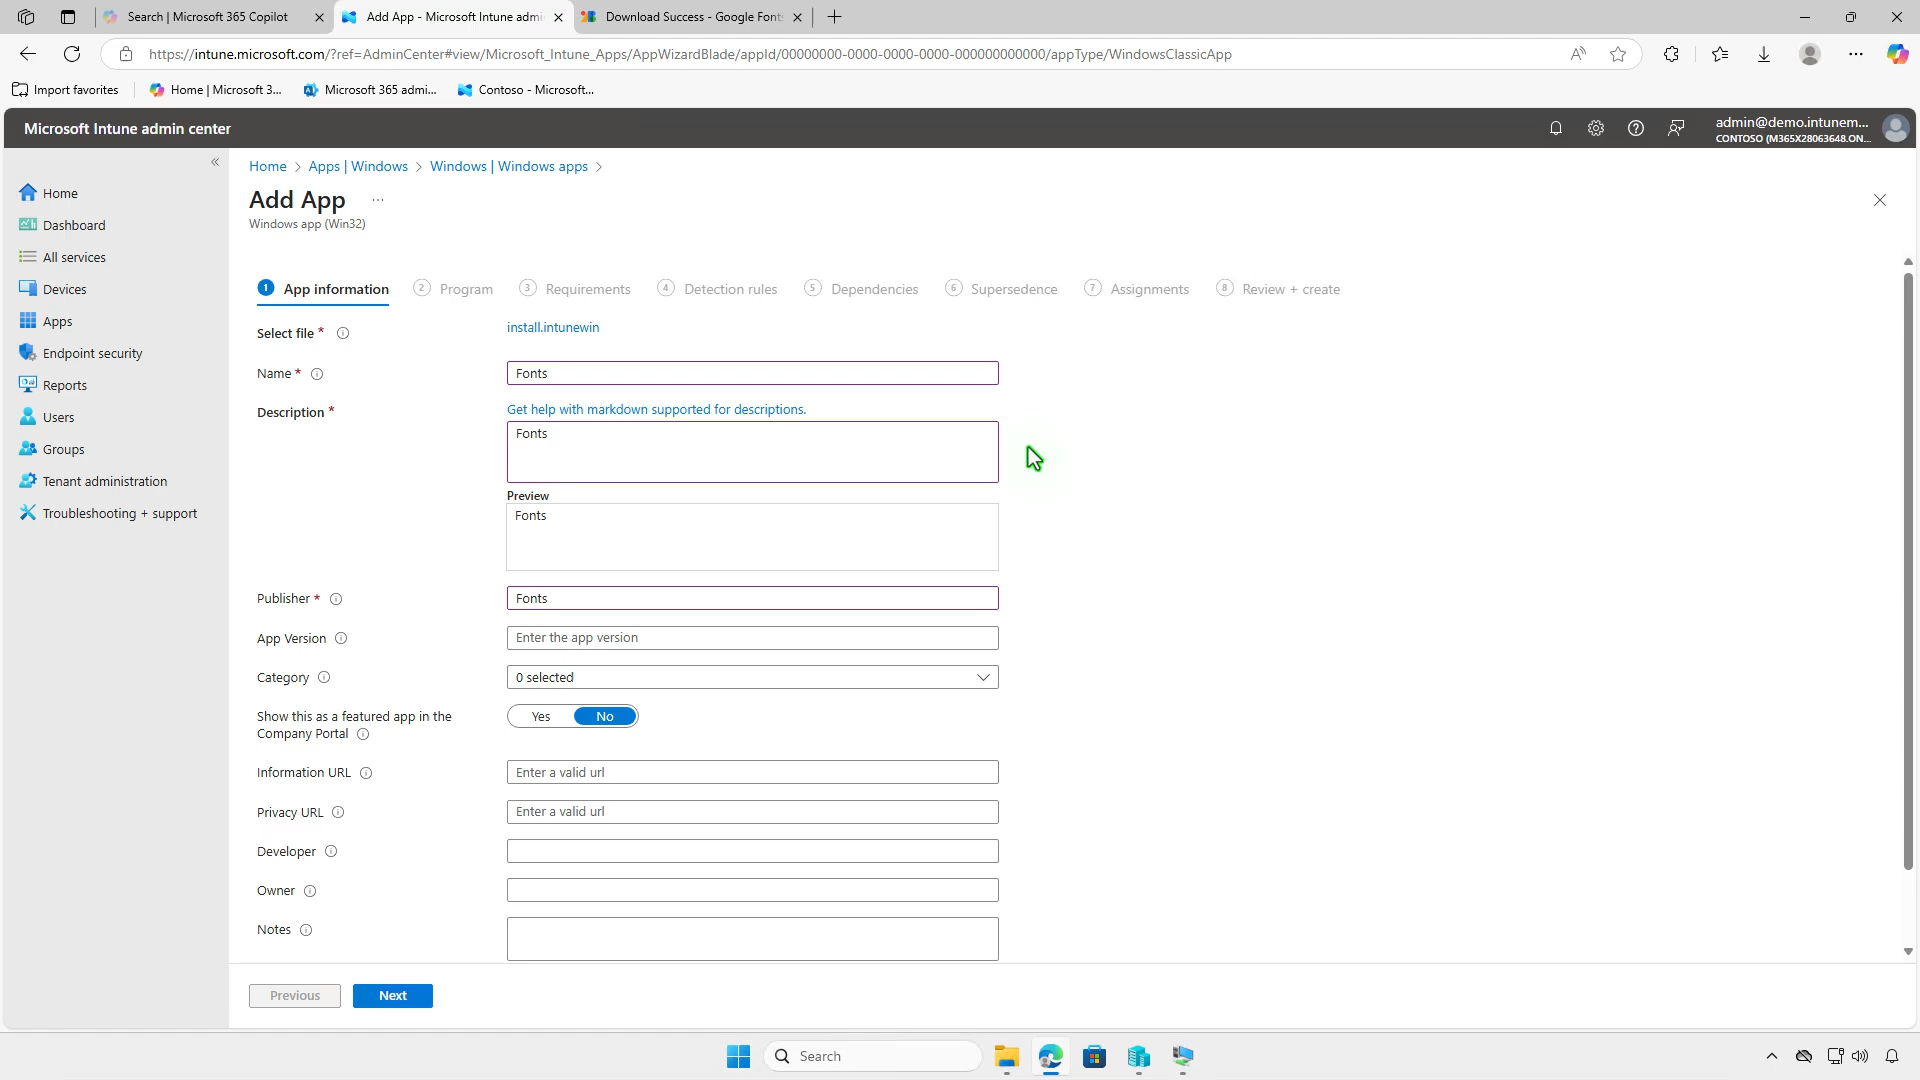 Search | Microsoft 365 Copilot
Add App - Microsoft Intune admi
Download Success - Google Font
https://intune.microsoft.com/?ref=AdminCenter#view/Microsoft_Intune_Apps/AppWizardBlade/appId/00000000-0000-0000-0000-000000000000/appType/WindowsClassicApp
Import favorites
Home | Microsoft 3...
Microsoft 365 admi...
Contoso - Microsoft...
Microsoft Intune admin center
admin@demo.intunem...
CONTOSO (M365X28063648.ON...
Home
Dashboard
All services
Devices
Apps
Endpoint security
Reports
Users
Groups
Tenant administration
Troubleshooting + support
Home > Apps | Windows > Windows | Windows apps >
Add App ...
Windows app (Win32)
1 App information
2 Program
3 Requirements
4 Detection rules
5 Dependencies
6 Supersedence
7 Assignments
8 Review + create
Select file *
install.intunewin
Name *
Fonts
Description *
Get help with markdown supported for descriptions.
Fonts
Preview
Fonts
Publisher *
Fonts
App Version
Enter the app version
Category
0 selected
Show this as a featured app in the
Company Portal
Yes No
Information URL
Enter a valid url
Privacy URL
Enter a valid url
Developer
Owner
Notes
Previous
Next
Search